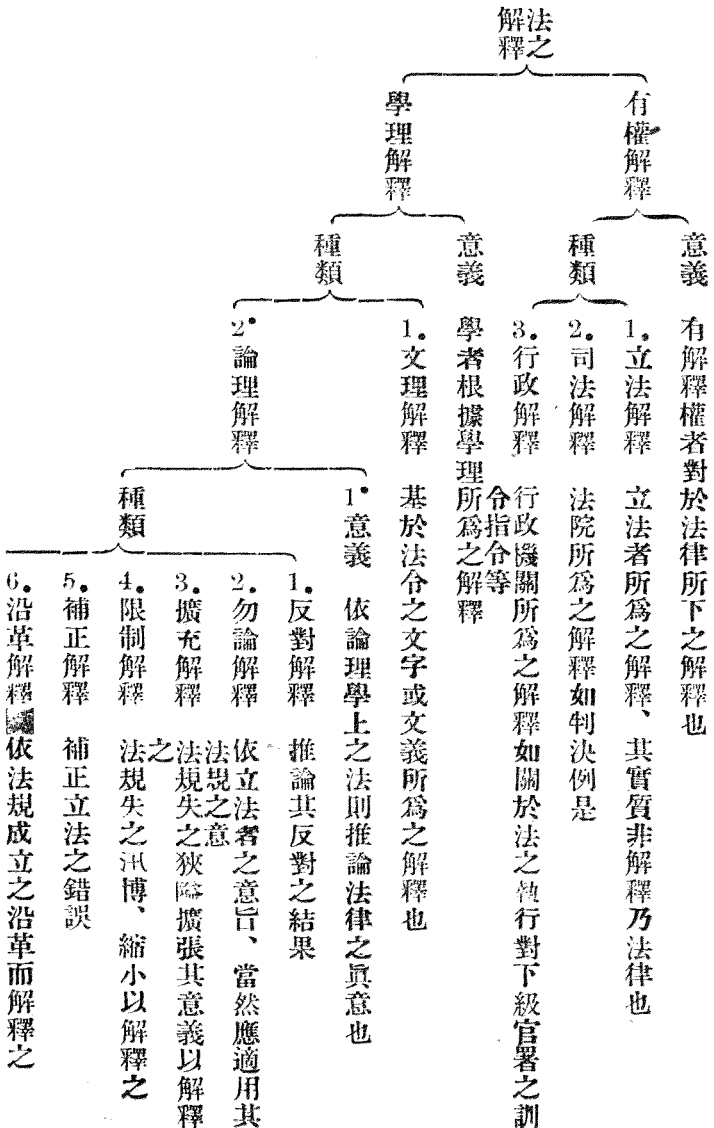 法之
解釋
有權解釋
意義 有解釋權者對於法律所下之解釋也
種類
1. 立法解釋 立法者所爲之解釋、其實質非解釋乃法律也
2. 司法解釋 法院所爲之解釋如判決例是
3. 行政解釋 行政機關所爲之解釋如關於法之執行對下級官署之訓
令指令等
學理解釋
意義 學者根據學理所爲之解釋
種類
1. 文理解釋 基於法令之文字或文義所爲之解釋也
2. 論理解釋
1. 意義 依論理學上之法則推論法律之眞意也
種類
1. 反對解釋 推論其反對之結果
2. 勿論解釋 依立法者之意旨、當然應適用其
法規之意
3. 擴充解釋 法規失之狹隘擴張其意義以解釋
之
4. 限制解釋 法規失之汎博、縮小以解釋之
5. 補正解釋 補正立法之錯誤
6. 沿革解釋 依法規成立之沿革而解釋之